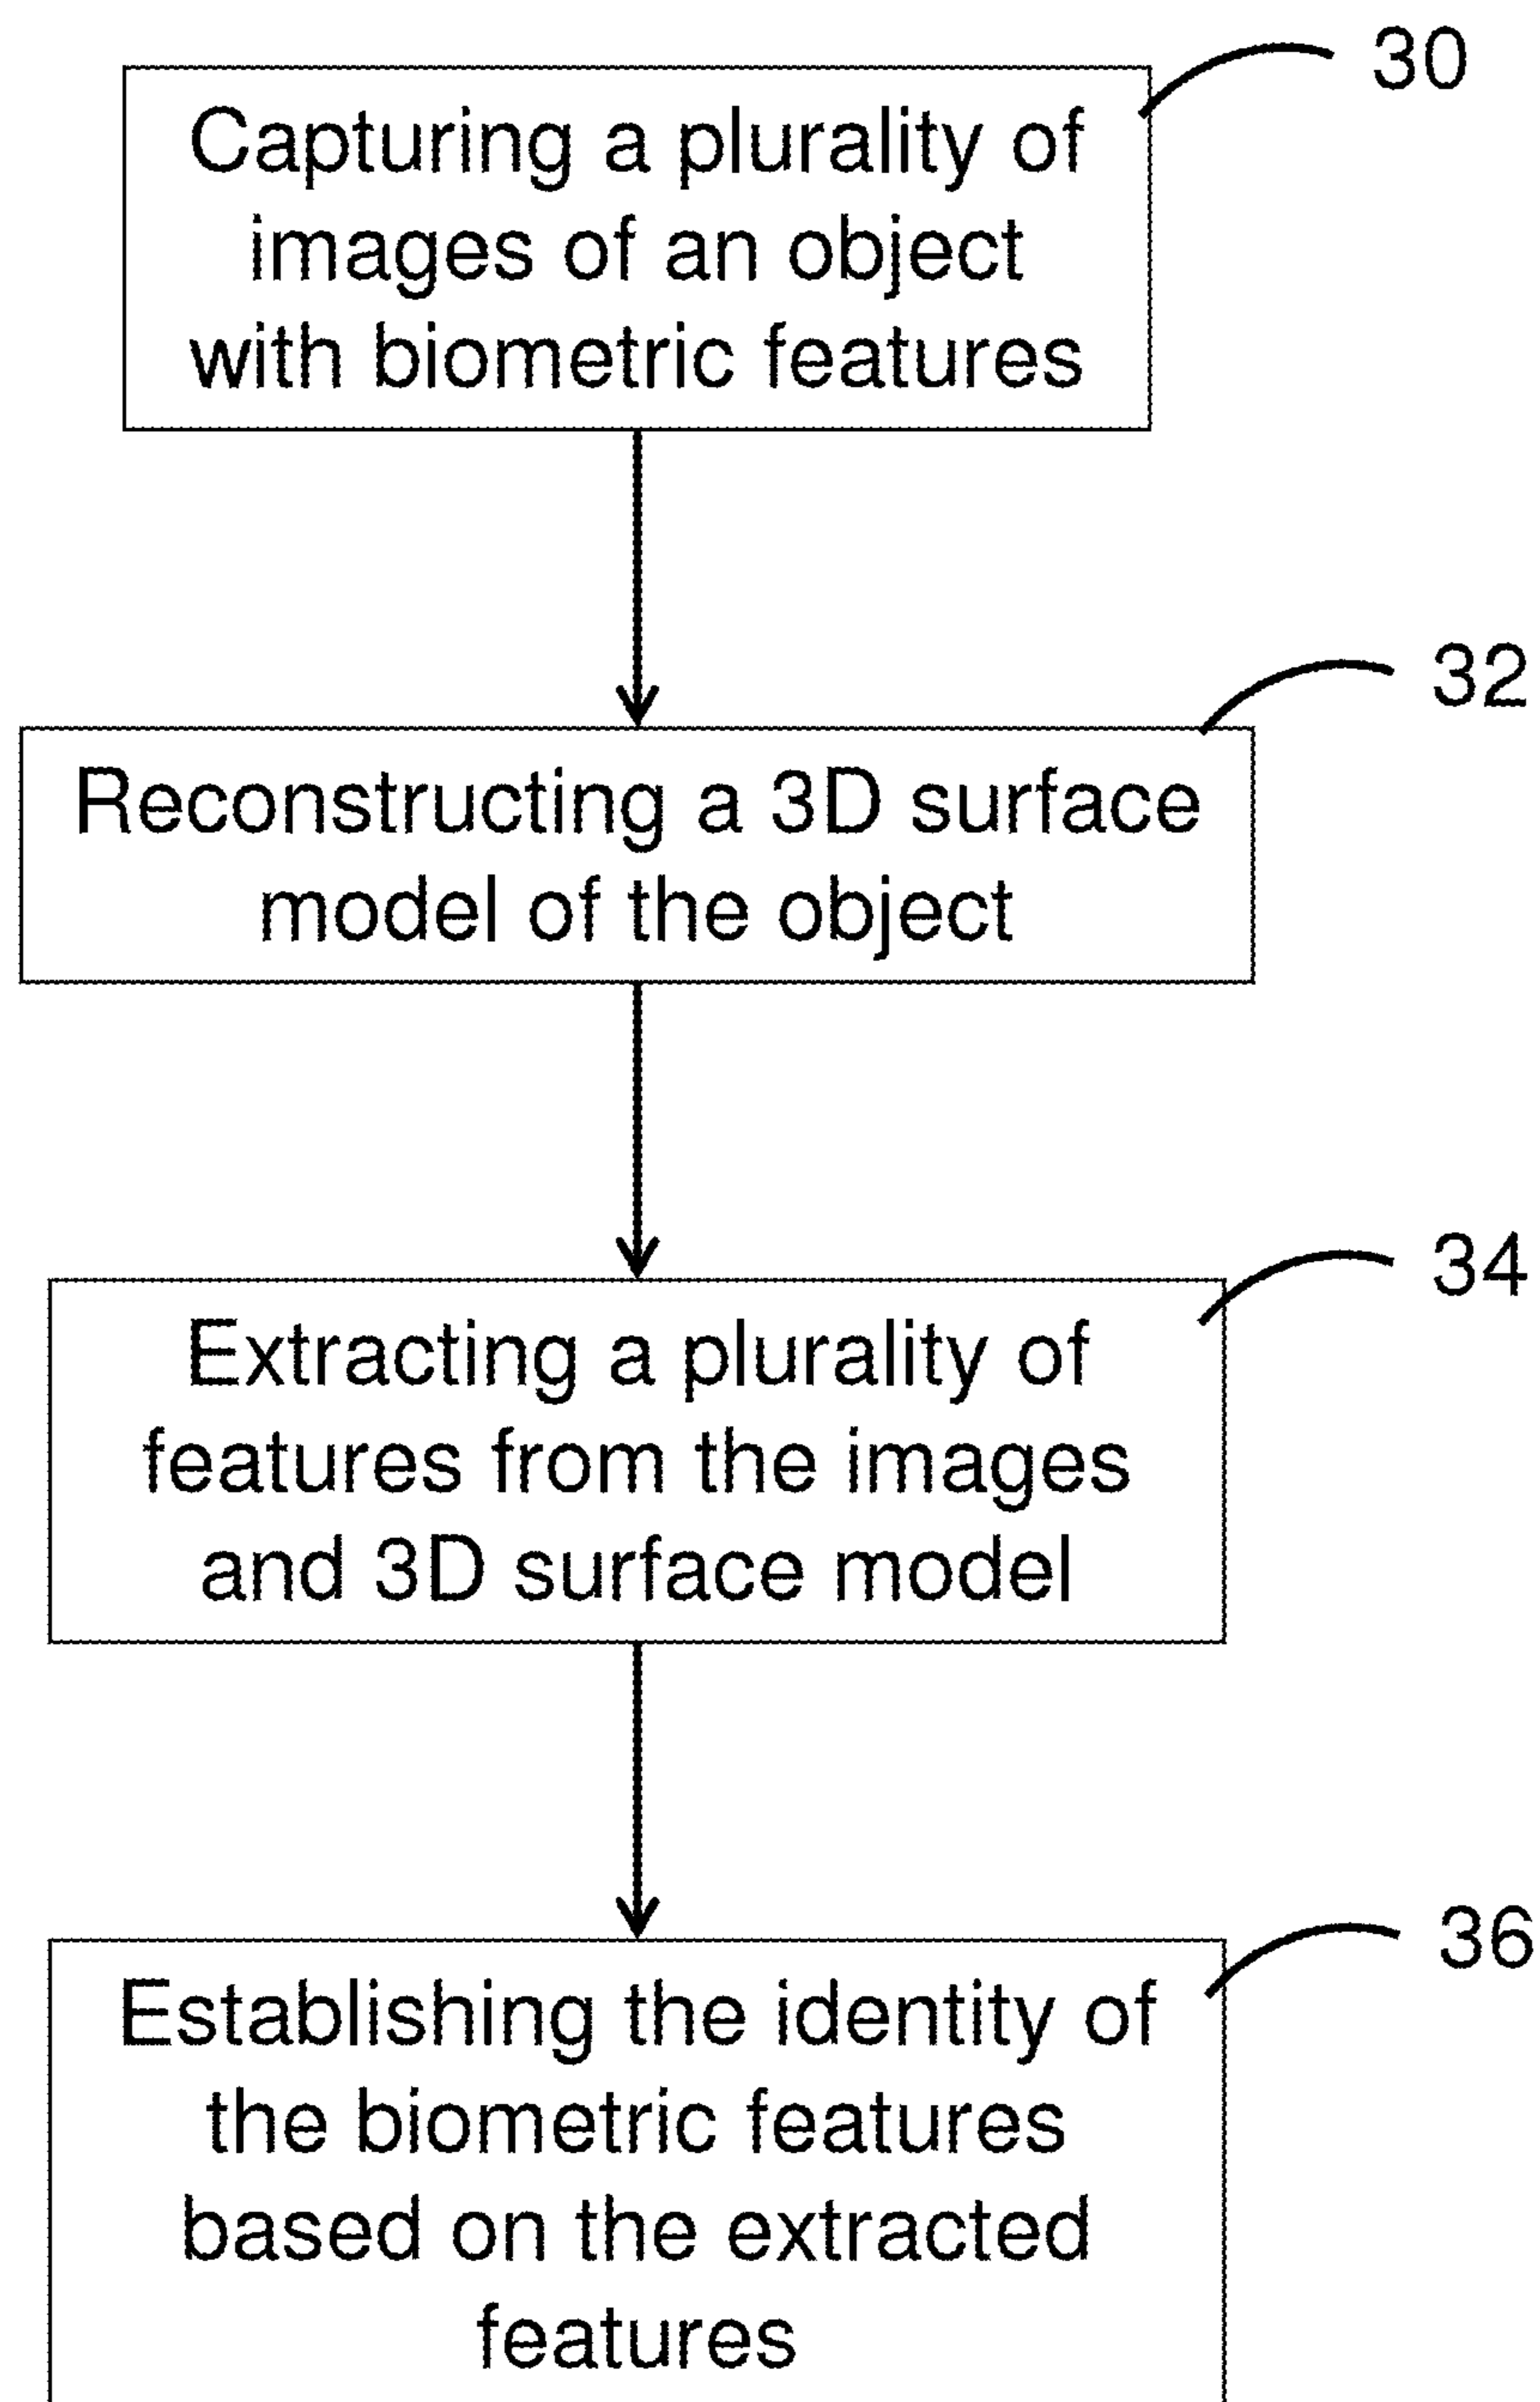 30
Capturing a plurality of
images of an object
with biometric features
32
Reconstructing a 3D surface
model of the object
34
Extracting a plurality of
features from the images
and 3D surface model
36
Establishing the identity of
the biometric features
based on the extracted
features